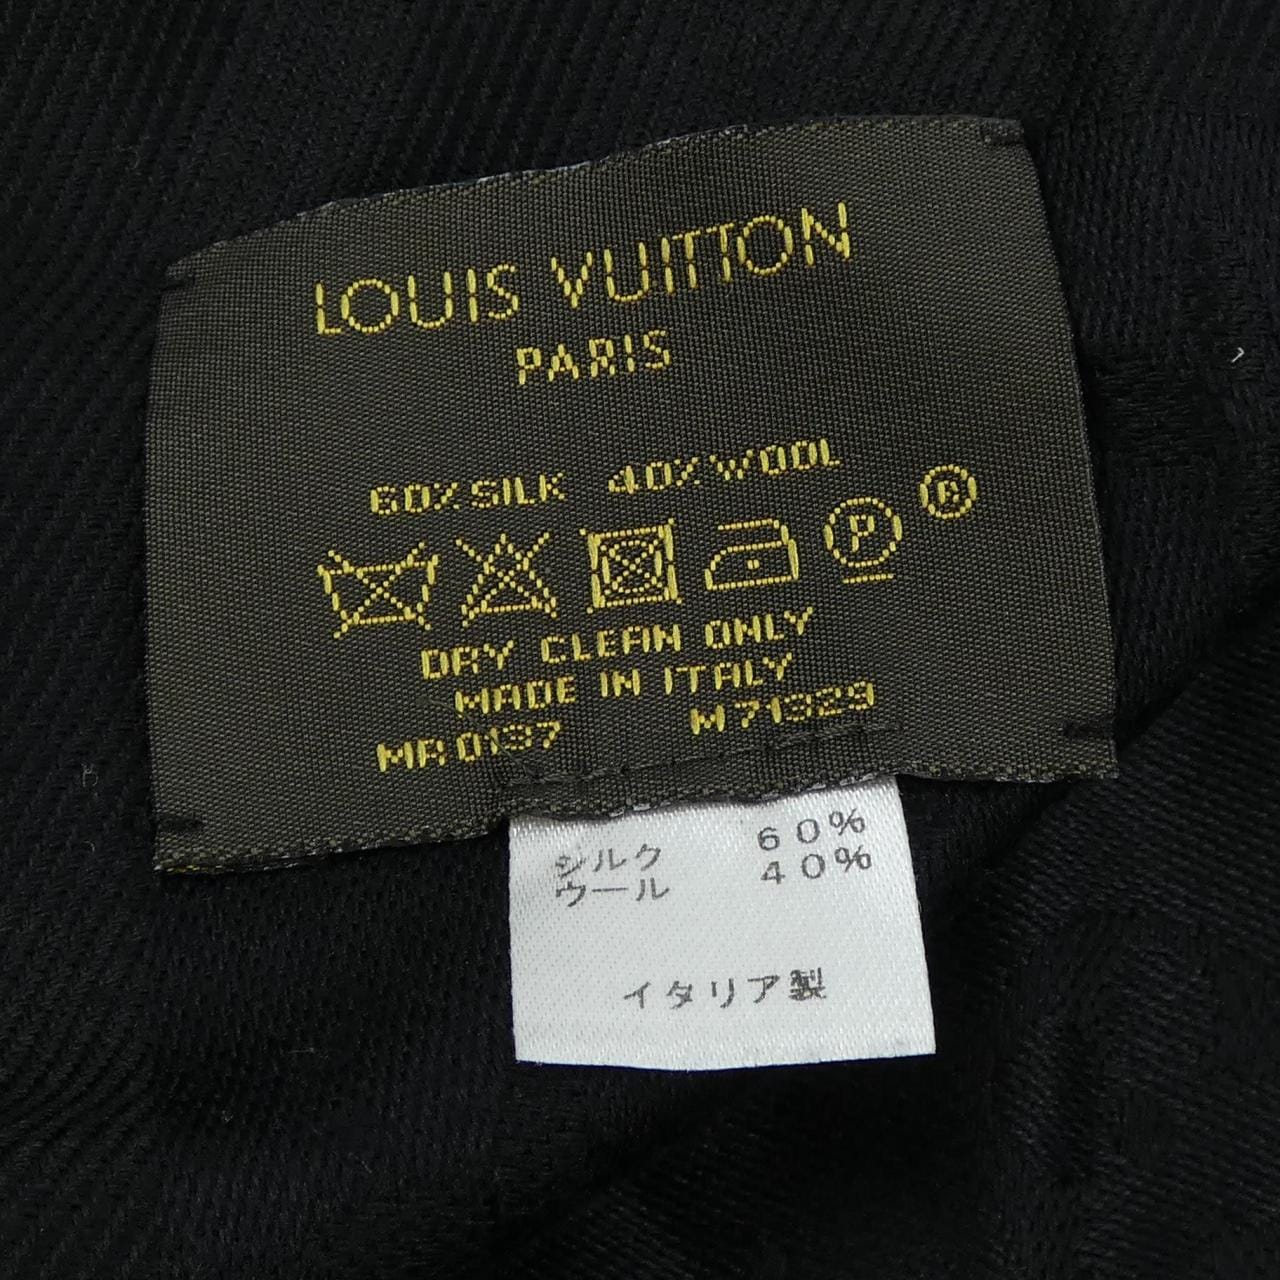 LOUIS VUITTON
PARIS
60% SILK 40% WOOL
P ®
DRY CLEAN ONLY
MADE IN ITALY
MR0137 M71329
シルク 60%
ウール 40%
イタリア製